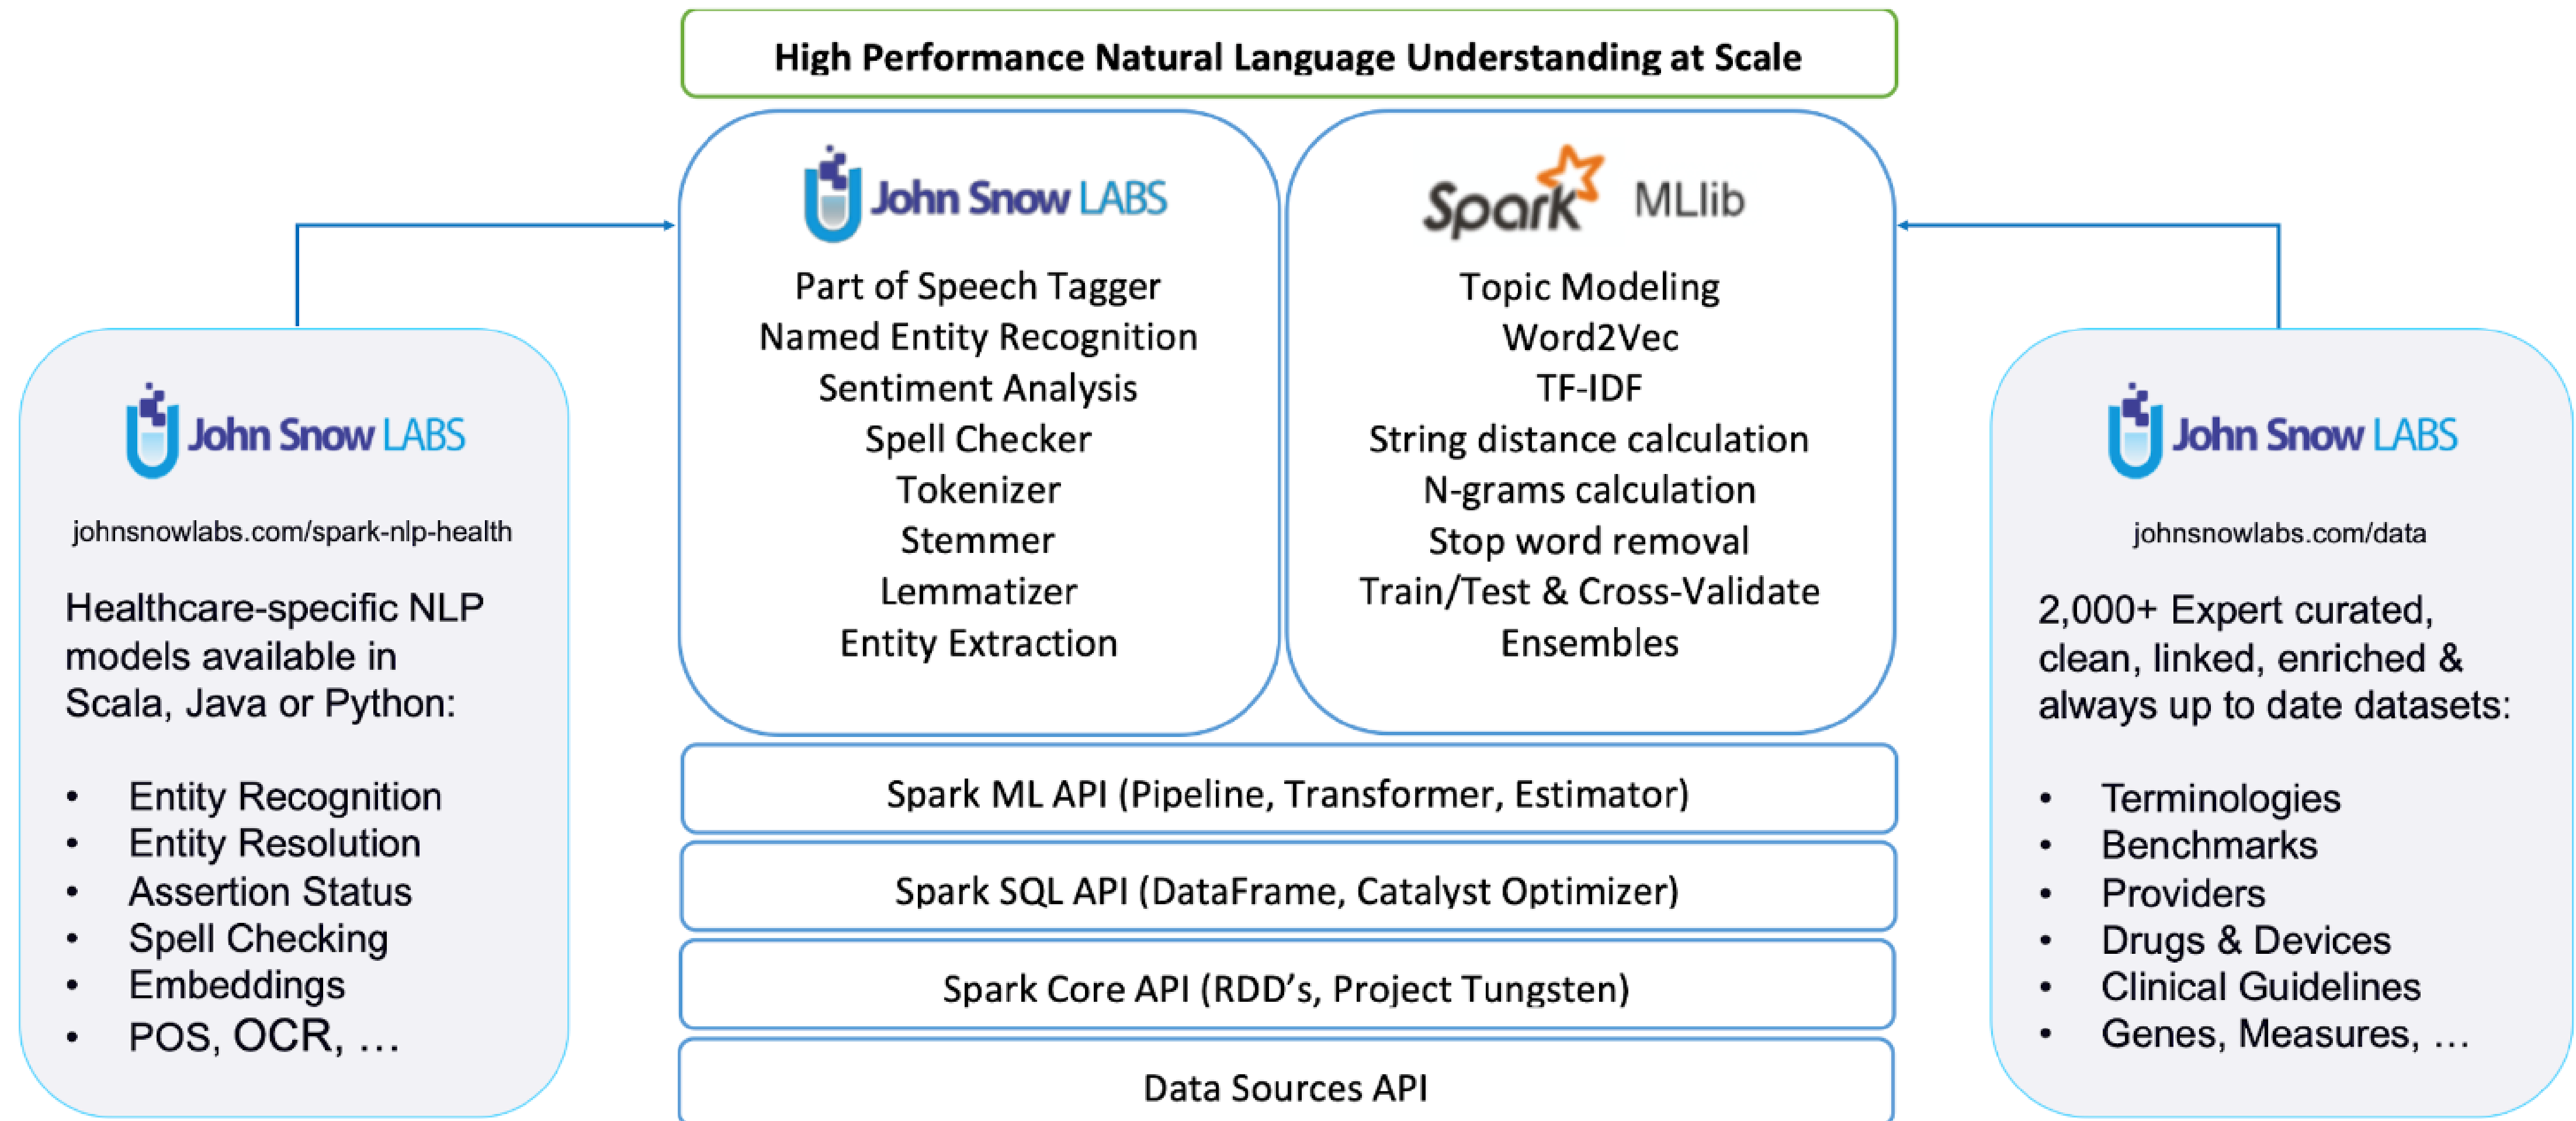 High Performance Natural Language Understanding at Scale
John Snow LABS
Part of Speech Tagger
Named Entity Recognition
Sentiment Analysis
Spell Checker
Tokenizer
Stemmer
Lemmatizer
Entity Extraction
Spark MLlib
Topic Modeling
Word2Vec
TF-IDF
String distance calculation
N-grams calculation
Stop word removal
Train/Test & Cross-Validate
Ensembles
John Snow LABS
johnsnowlabs.com/spark-nlp-health
Healthcare-specific NLP
models available in
Scala, Java or Python:
• Entity Recognition
• Entity Resolution
• Assertion Status
• Spell Checking
• Embeddings
• POS, OCR, …
John Snow LABS
johnsnowlabs.com/data
2,000+ Expert curated,
clean, linked, enriched &
always up to date datasets:
• Terminologies
• Benchmarks
• Providers
• Drugs & Devices
• Clinical Guidelines
• Genes, Measures, …
Spark ML API (Pipeline, Transformer, Estimator)
Spark SQL API (DataFrame, Catalyst Optimizer)
Spark Core API (RDD’s, Project Tungsten)
Data Sources API